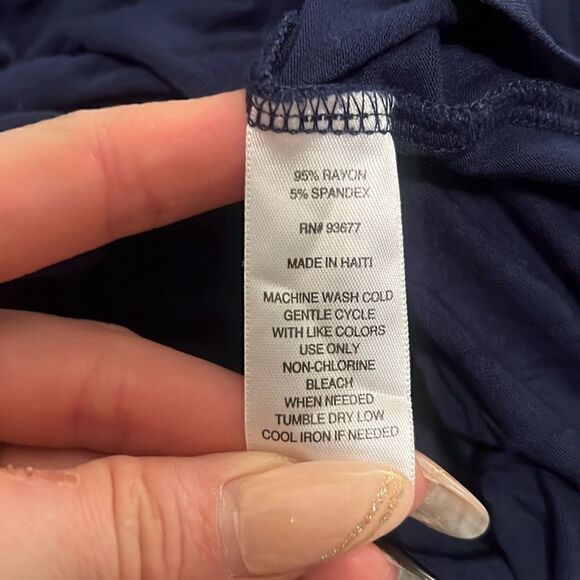 95% RAYON
5% SPANDEX
RN# 93677
MADE IN HAITI
MACHINE WASH COLD
GENTLE CYCLE
WITH LIKE COLORS
USE ONLY
NON-CHLORINE
BLEACH
WHEN NEEDED
TUMBLE DRY LOW
COOL IRON IF NEEDED